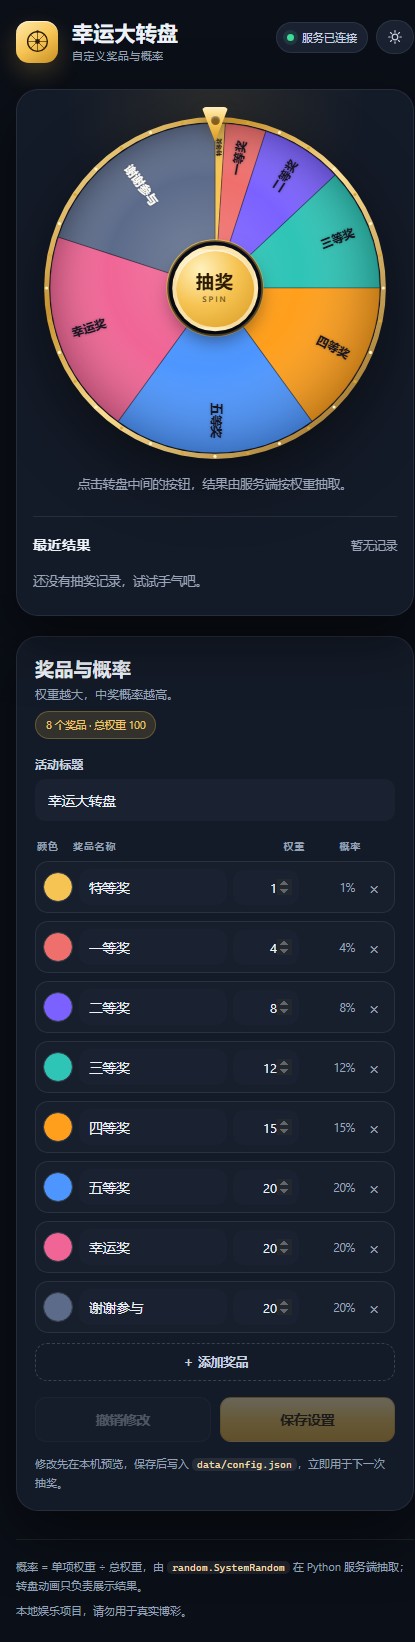 幸运大转盘
自定义奖品与概率
服务已连接
特等奖
一等奖
二等奖
三等奖
四等奖
五等奖
幸运奖
谢谢参与
抽奖
SPIN
点击转盘中间的按钮，结果由服务端按权重抽取。
最近结果 暂无记录
还没有抽奖记录，试试手气吧。
奖品与概率
权重越大，中奖概率越高。
8 个奖品 · 总权重 100
活动标题
幸运大转盘
颜色 奖品名称 权重 概率
特等奖 1 1% ×
一等奖 4 4% ×
二等奖 8 8% ×
三等奖 12 12% ×
四等奖 15 15% ×
五等奖 20 20% ×
幸运奖 20 20% ×
谢谢参与 20 20% ×
+ 添加奖品
撤销修改 保存设置
修改先在本机预览，保存后写入 data/config.json，立即用于下一次
抽奖。
概率 = 单项权重 ÷ 总权重，由 random.SystemRandom 在 Python 服务端抽取；
转盘动画只负责展示结果。
本地娱乐项目，请勿用于真实博彩。